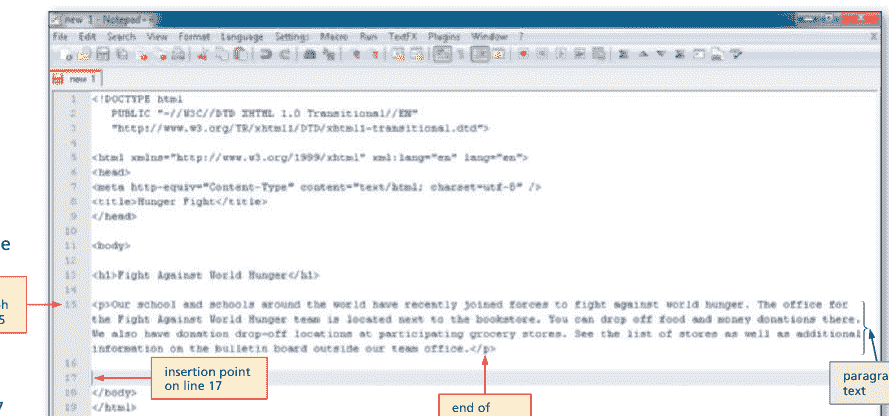 new 1 - Notepad++
File Edit Search View Format Language Settings Macro Run TextFX Plugins Window ? X
new 1
1 <!DOCTYPE html
2 PUBLIC "-//W3C//DTD XHTML 1.0 Transitional//EN"
3 "http://www.w3.org/TR/xhtml1/DTD/xhtml1-transitional.dtd">
4
5 <html xmlns="http://www.w3.org/1999/xhtml" xml:lang="en" lang="en">
6 <head>
7 <meta http-equiv="Content-Type" content="text/html; charset=utf-8" />
8 <title>Hunger Fight</title>
9 </head>
10
e
11 <body>
12
13 <h1>Fight Against World Hunger</h1>
14
h
15 <p>Our school and schools around the world have recently joined forces to fight against world hunger. The office for
5
the Fight Against World Hunger team is located next to the bookstore. You can drop off food and money donations there.
We also have donation drop-off locations at participating grocery stores. See the list of stores as well as additional
information on the bulletin board outside our team office.</p>
16
17
insertion point
on line 17
paragra
text
18 </body>
19 </html>
end of